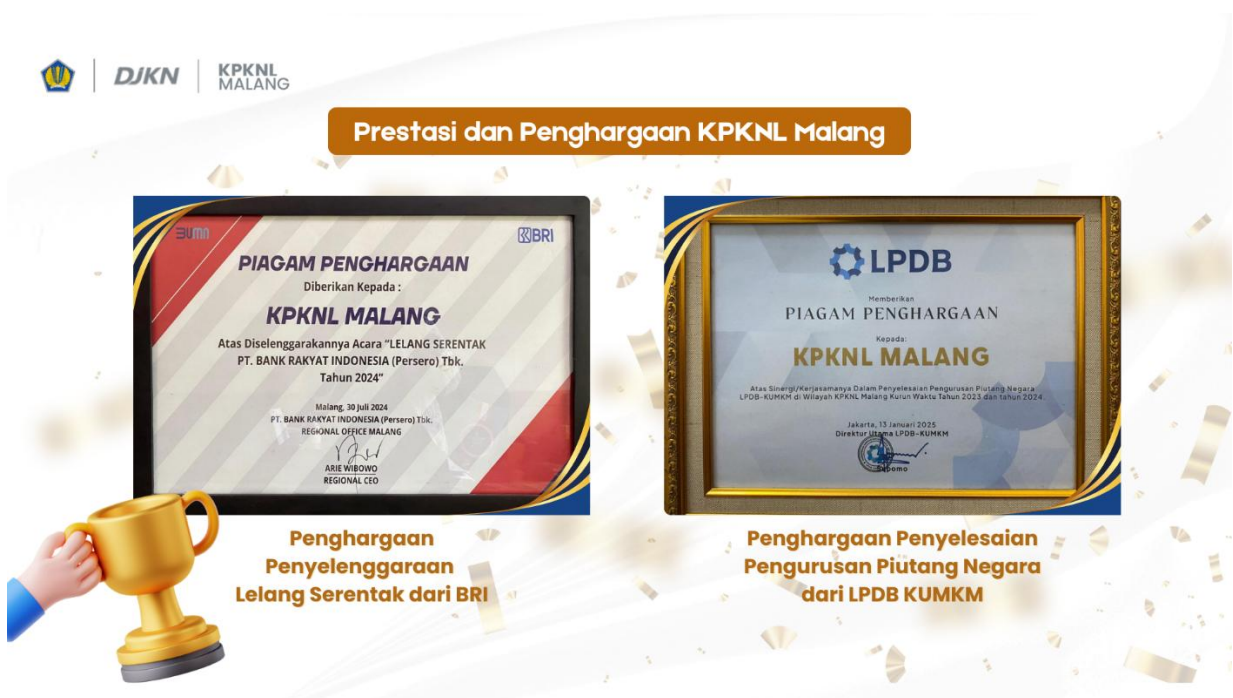 DJKN
KPKNL
MALANG
Prestasi dan Penghargaan KPKNL Malang
BUMN
BRI
PIAGAM PENGHARGAAN
Diberikan Kepada :
KPKNL MALANG
Atas Diselenggarakannya Acara “LELANG SERENTAK
PT. BANK RAKYAT INDONESIA (Persero) Tbk.
Tahun 2024”
Malang, 30 Juli 2024
PT. BANK RAKYAT INDONESIA (Persero) Tbk.
REGIONAL OFFICE MALANG
ARIE WIBOWO
REGIONAL CEO
Penghargaan
Penyelenggaraan
Lelang Serentak dari BRI
LPDB
Memberikan
PIAGAM PENGHARGAAN
Kepada:
KPKNL MALANG
Atas Sinergi/Kerjasamanya Dalam Penyelesaian Pengurusan Piutang Negara
LPDB-KUMKM di Wilayah KPKNL Malang Kurun Waktu Tahun 2023 dan tahun 2024.
Jakarta, 13 Januari 2025
Direktur Utama LPDB-KUMKM
Supomo
Penghargaan Penyelesaian
Pengurusan Piutang Negara
dari LPDB KUMKM